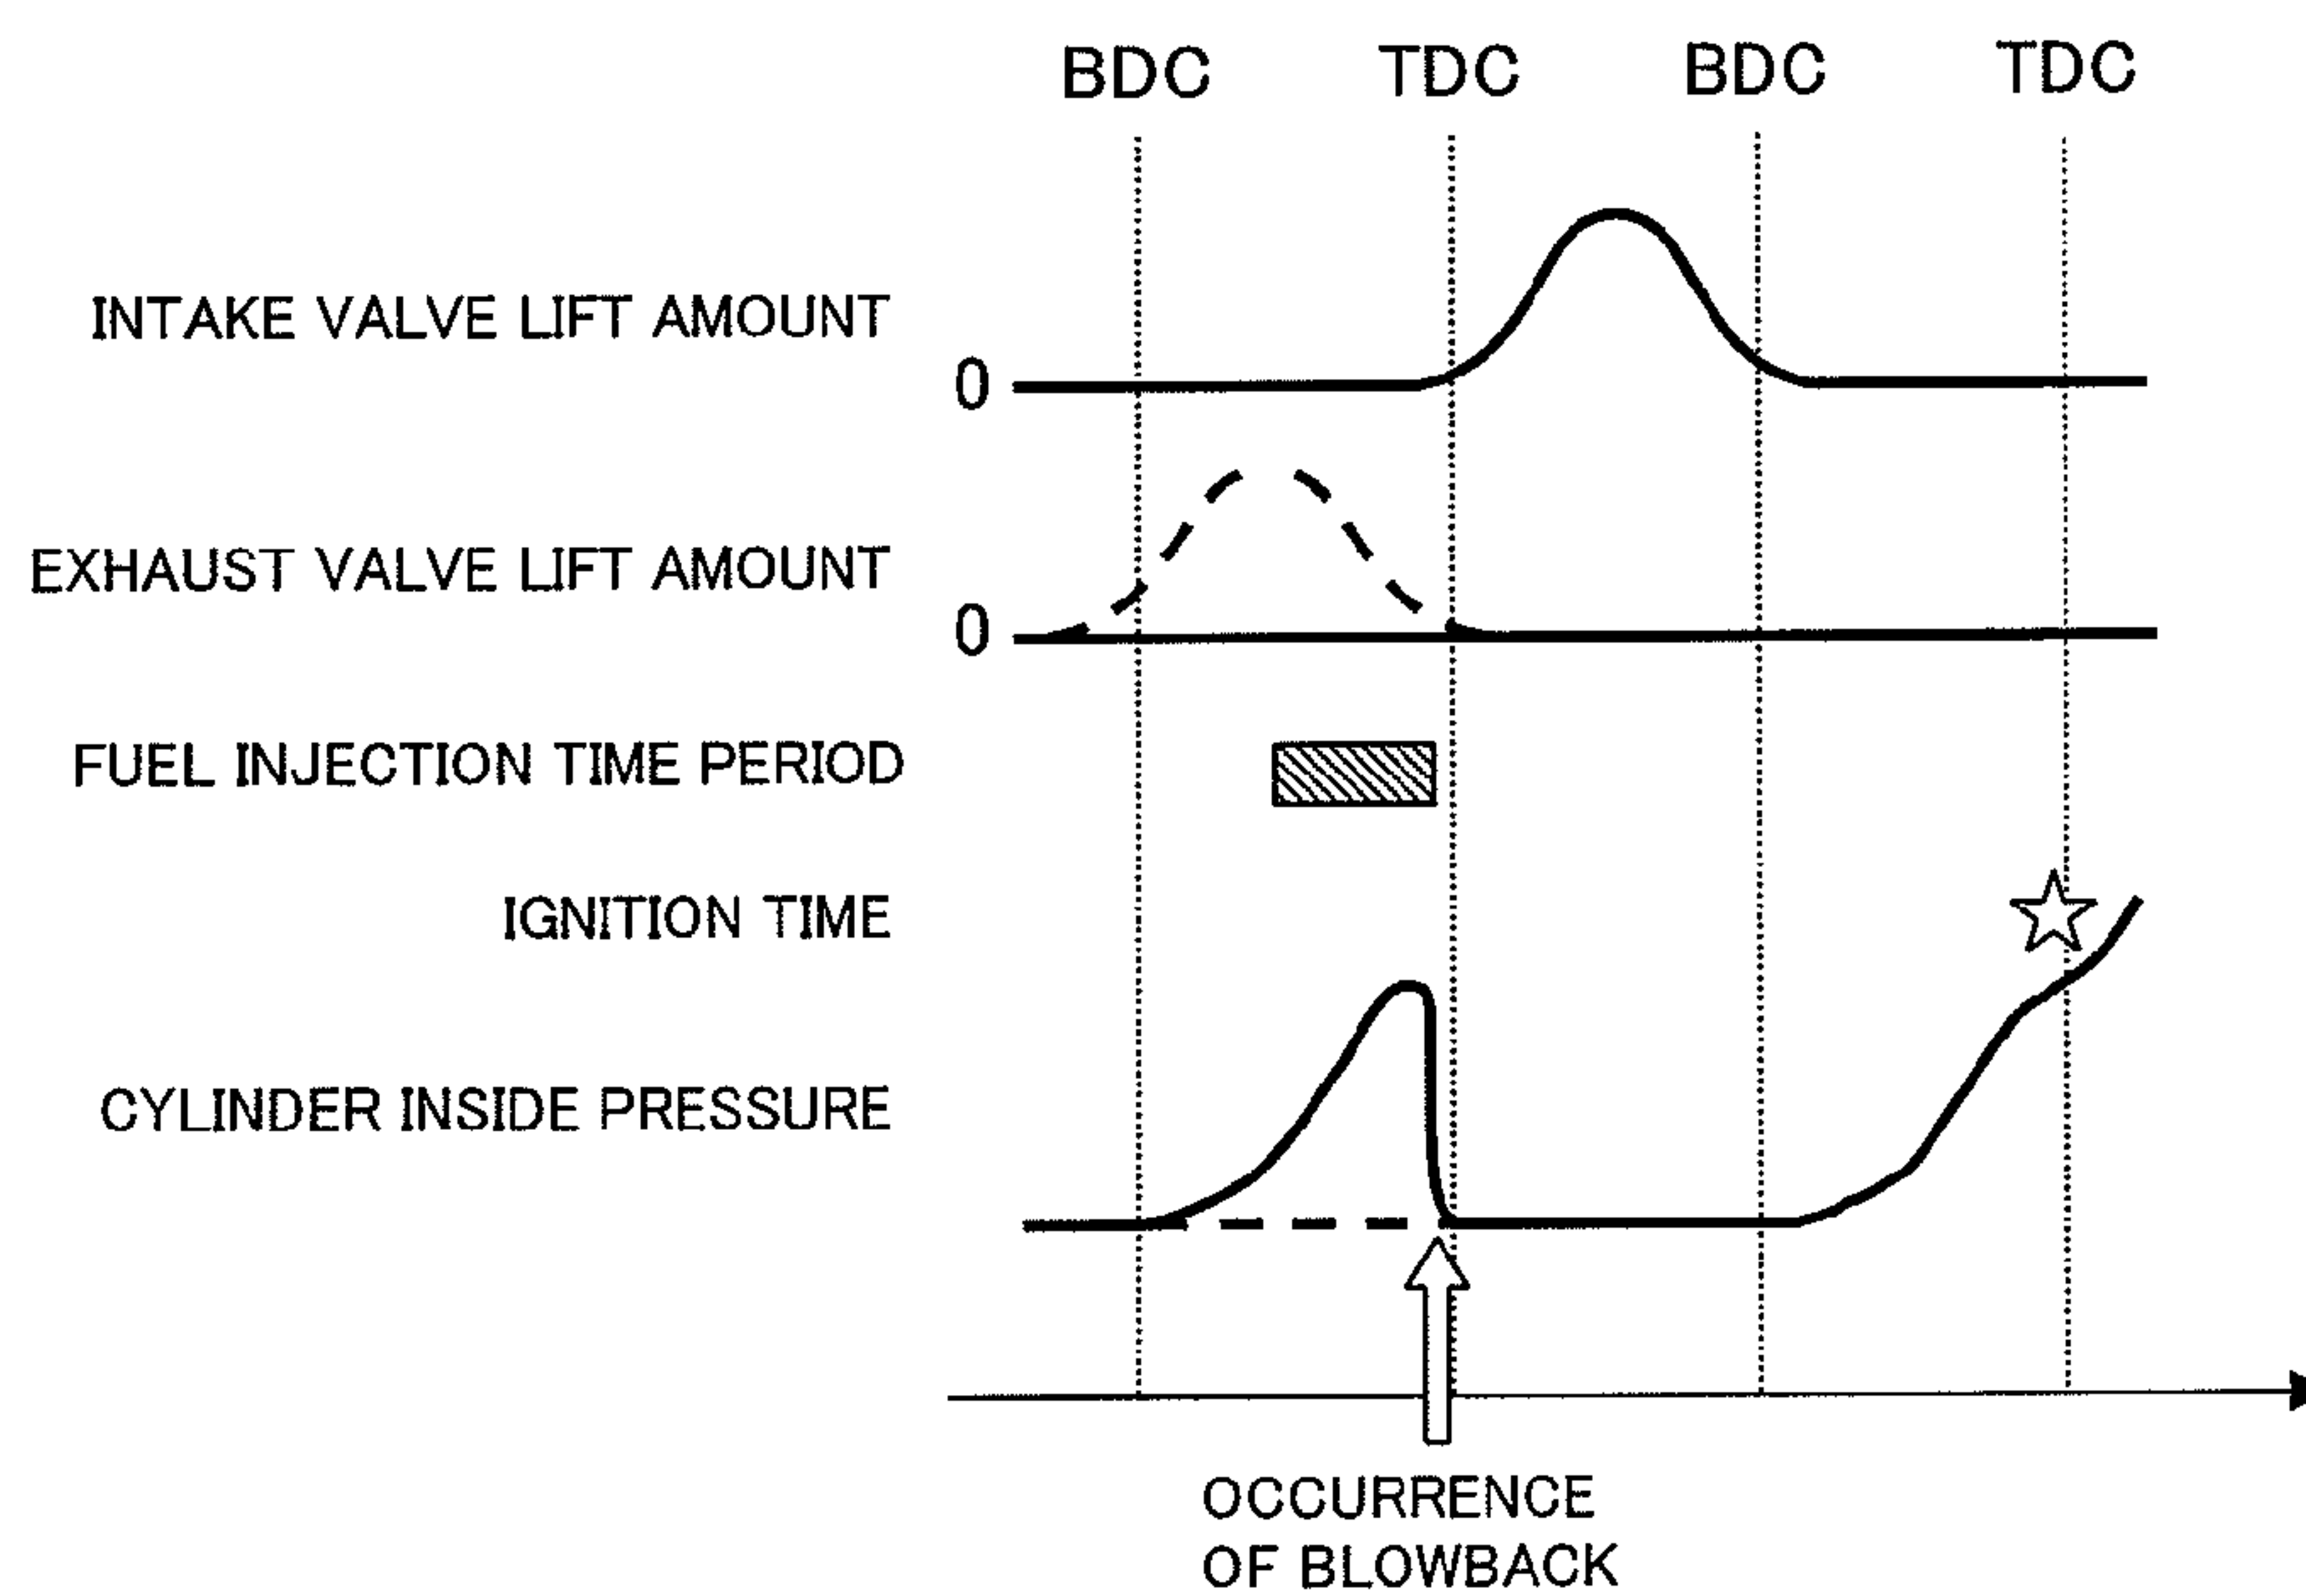 BDC TDC BDC TDC
INTAKE VALVE LIFT AMOUNT
0
EXHAUST VALVE LIFT AMOUNT
0
FUEL INJECTION TIME PERIOD
IGNITION TIME
CYLINDER INSIDE PRESSURE
OCCURRENCE
OF BLOWBACK